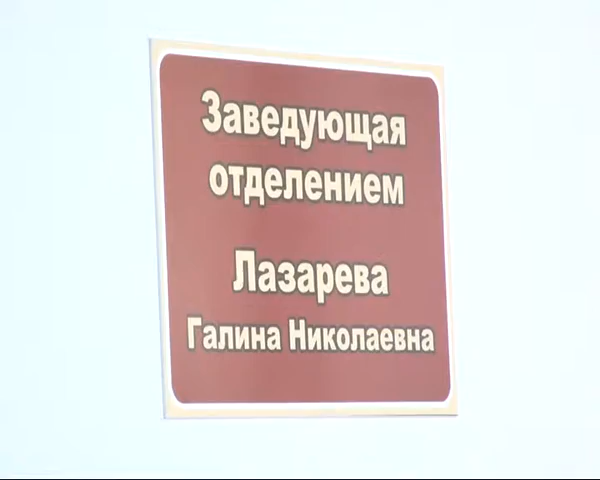 Заведующая
отделением
Лазарева
Галина Николаевна